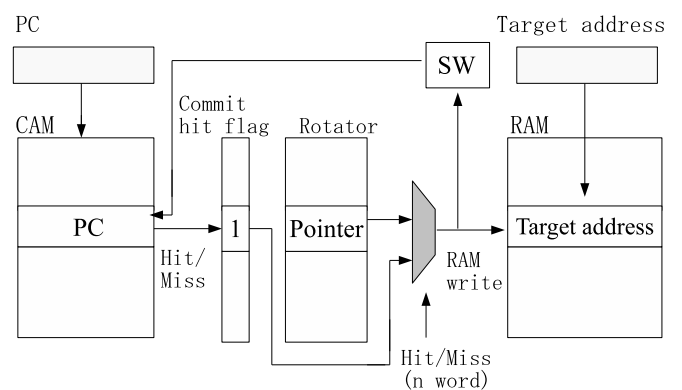 PC
Target address
SW
Commit
hit flag
CAM
Rotator
RAM
PC
1
Pointer
Target address
Hit/
Miss
RAM
write
Hit/Miss
(n word)